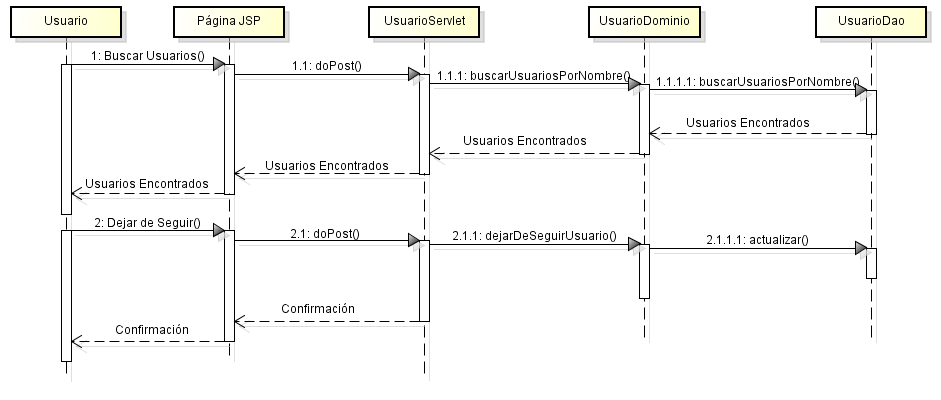 Usuario
Página JSP
UsuarioServlet
UsuarioDominio
UsuarioDao
1: Buscar Usuarios()
1.1: doPost()
1.1.1: buscarUsuariosPorNombre()
1.1.1.1: buscarUsuariosPorNombre()
Usuarios Encontrados
Usuarios Encontrados
Usuarios Encontrados
Usuarios Encontrados
2: Dejar de Seguir()
2.1: doPost()
2.1.1: dejarDeSeguirUsuario()
2.1.1.1: actualizar()
Confirmación
Confirmación